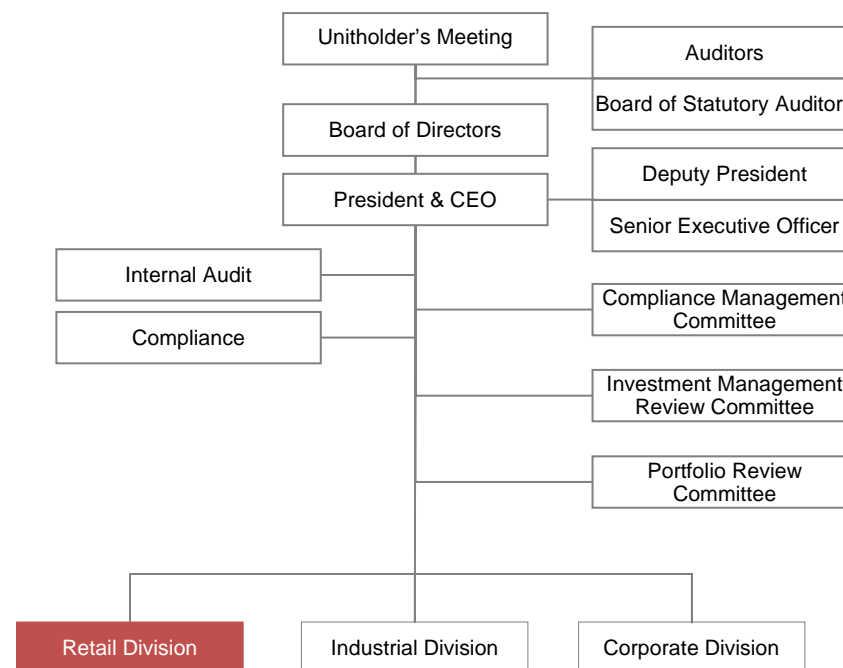 Unitholder's Meeting
Auditors
Board of Statutory Auditor
Board of Directors
Deputy President
President & CEO
Senior Executive Officer
Internal Audit
Compliance Management
Committee
Compliance
Investment Management
Review Committee
Portfolio Review
Committee
Retail Division
Industrial Division
Corporate Division